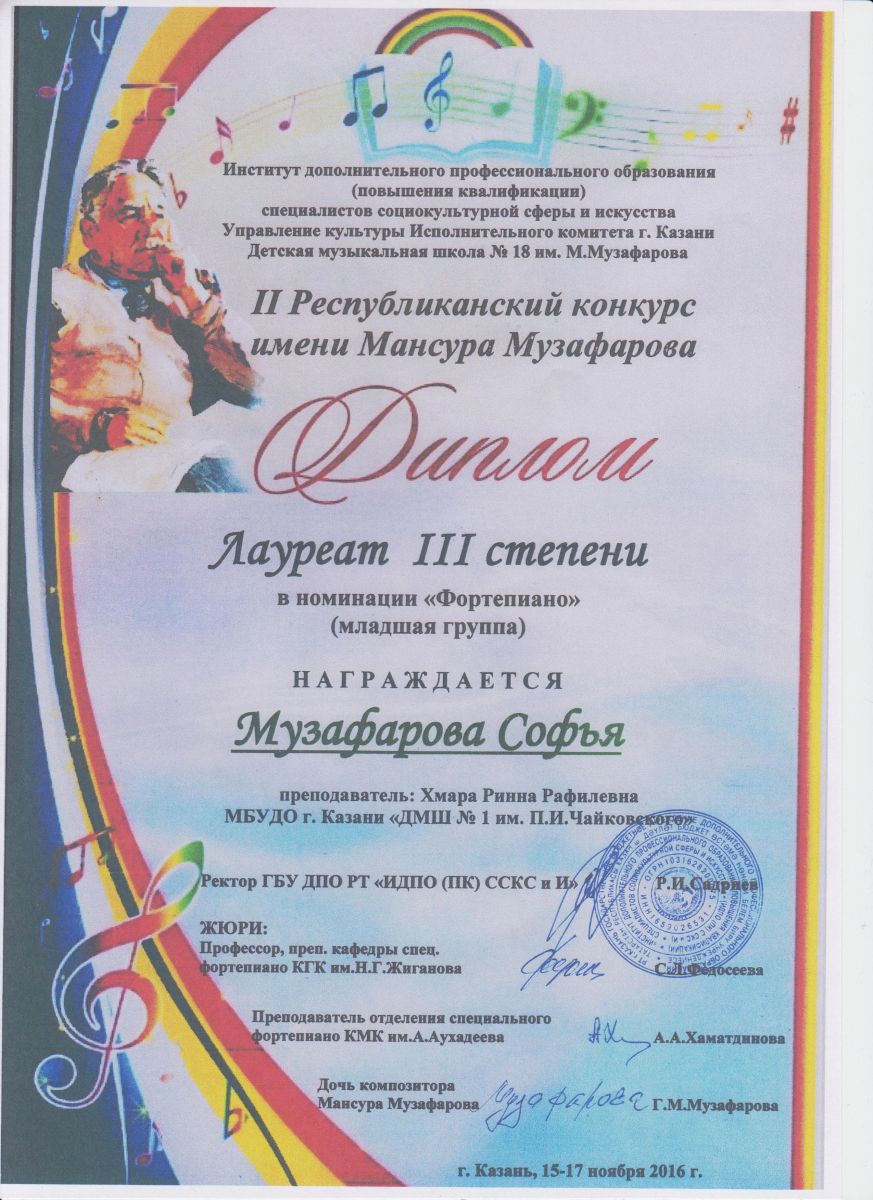 Институт дополнительного профессионального образования
(повышения квалификации)
специалистов социокультурной сферы и искусства
Управление культуры Исполнительного комитета г. Казани
Детская музыкальная школа № 18 им. М.Музафарова
II Республиканский конкурс
имени Мансура Музафарова
Диплом
Лауреат III степени
в номинации «Фортепиано»
(младшая группа)
НАГРАЖДАЕТСЯ
Музафарова Софья
преподаватель: Хмара Ринна Рафилевна
МБУДО г. Казани «ДМШ № 1 им. П.И.Чайковского»
Ректор ГБУ ДПО РТ «ИДПО (ПК) ССКС и И» Р.И.Садриев
ЖЮРИ:
Профессор, преп. кафедры спец.
фортепиано КГК им.Н.Г.Жиганова С.Л.Федосеева
Преподаватель отделения специального
фортепиано КМК им.А.Аухадеева А.А.Хаматдинова
Дочь композитора
Мансура Музафарова Музафарова Г.М.Музафарова
г. Казань, 15-17 ноября 2016 г.